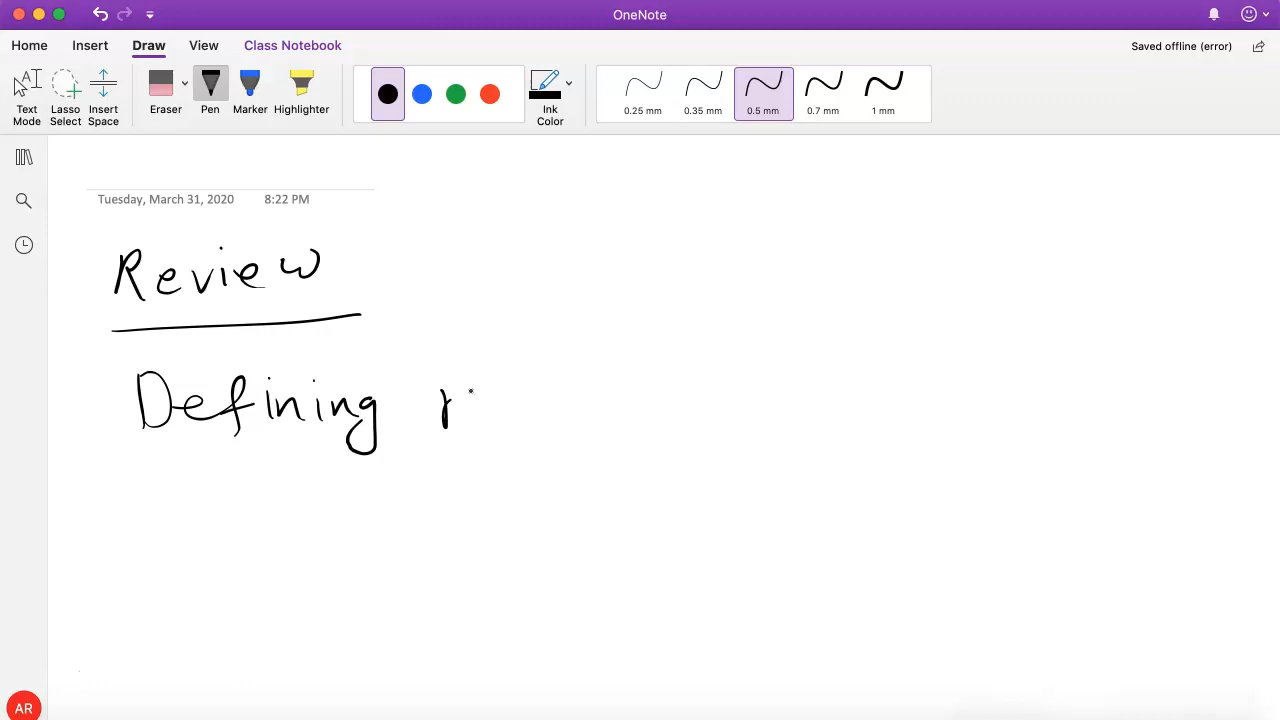 OneNote
Home Insert Draw View Class Notebook
Saved offline (error)
Text Mode
Lasso Select
Insert Space
Eraser
Pen
Marker
Highlighter
Ink Color
0.25 mm
0.35 mm
0.5 mm
0.7 mm
1 mm
Tuesday, March 31, 2020 8:22 PM
Review
Defining r
AR